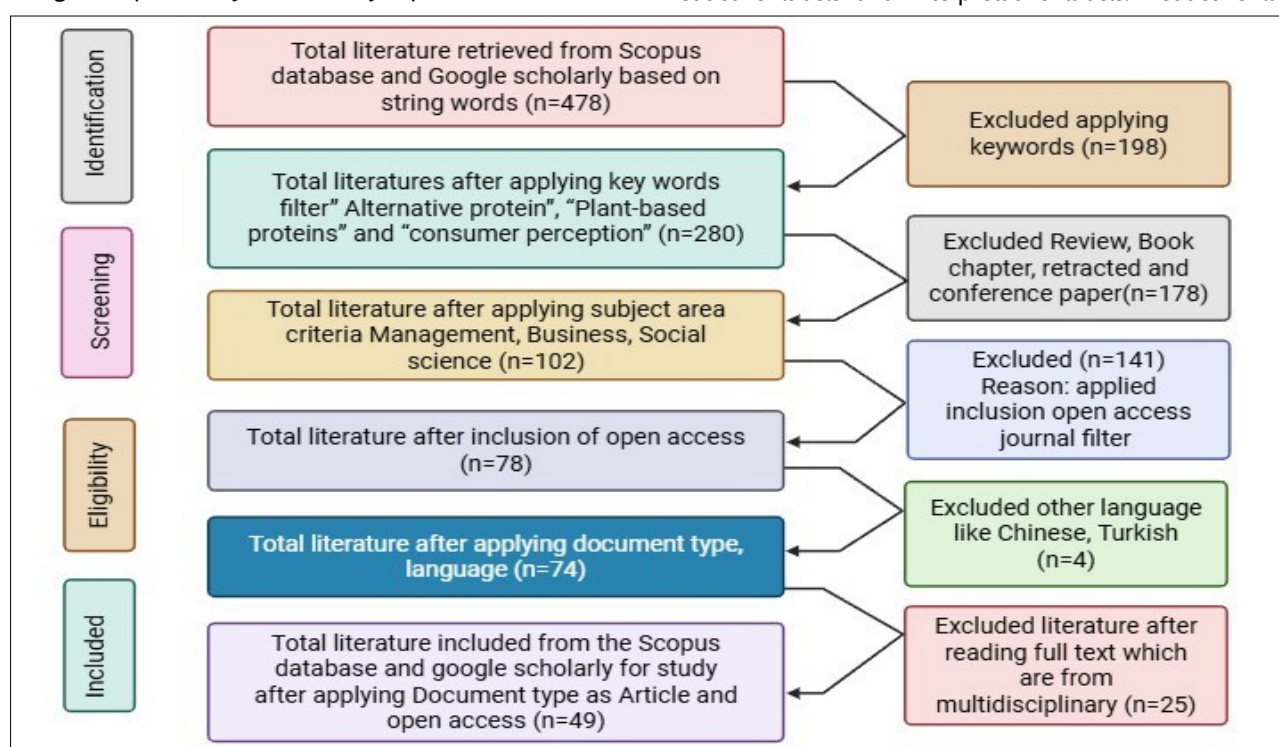 Identification
Total literature retrieved from Scopus
database and Google scholarly based on
string words (n=478)
Excluded applying
keywords (n=198)
Total literatures after applying key words
filter” Alternative protein”, “Plant-based
proteins” and “consumer perception” (n=280)
Screening
Excluded Review, Book
chapter, retracted and
conference paper(n=178)
Total literature after applying subject area
criteria Management, Business, Social
science (n=102)
Excluded (n=141)
Reason: applied
inclusion open access
journal filter
Eligibility
Total literature after inclusion of open access
(n=78)
Excluded other language
like Chinese, Turkish
(n=4)
Total literature after applying document type,
language (n=74)
Included
Excluded literature after
reading full text which
are from
multidisciplinary (n=25)
Total literature included from the Scopus
database and google scholarly for study
after applying Document type as Article and
open access (n=49)